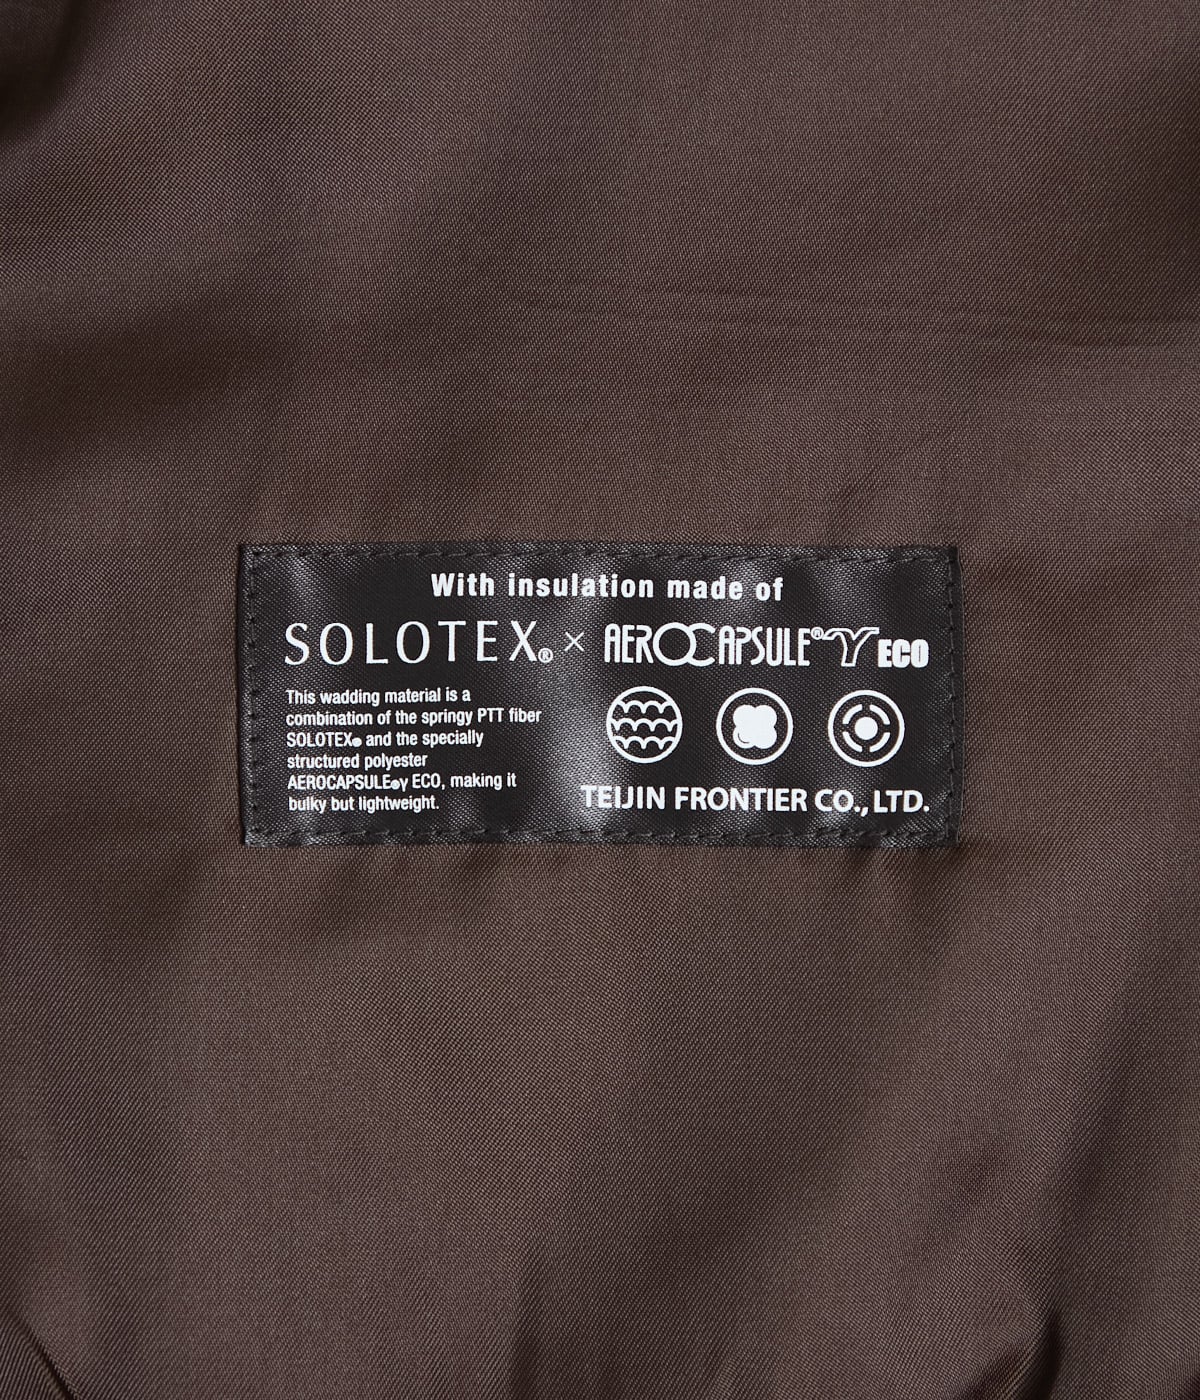 With insulation made of
SOLOTEX® × AEROCAPSULE®γ ECO
This wadding material is a
combination of the springy PTT fiber
SOLOTEX® and the specially
structured polyester
AEROCAPSULE®γ ECO, making it
bulky but lightweight.
TEIJIN FRONTIER CO., LTD.